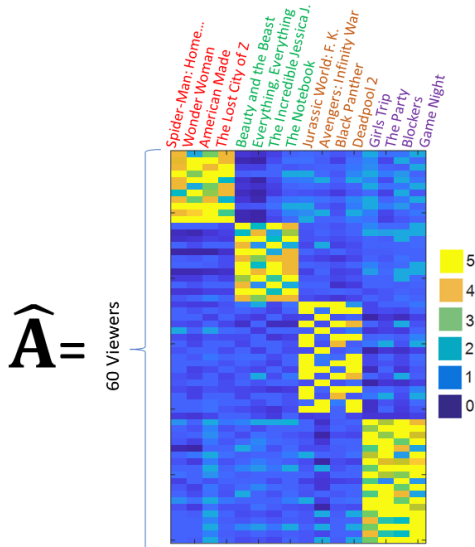 Spider-Man: Home...
Wonder Woman
American Made
The Lost City of Z
Beauty and the Beast
Everything, Everything
The Incredible Jessica J.
The Notebook
Jurassic World: F. K.
Avengers: Infinity War
Black Panther
Deadpool 2
Girls Trip
The Party
Blockers
Game Night
Â=
60 Viewers
5
4
3
2
1
0